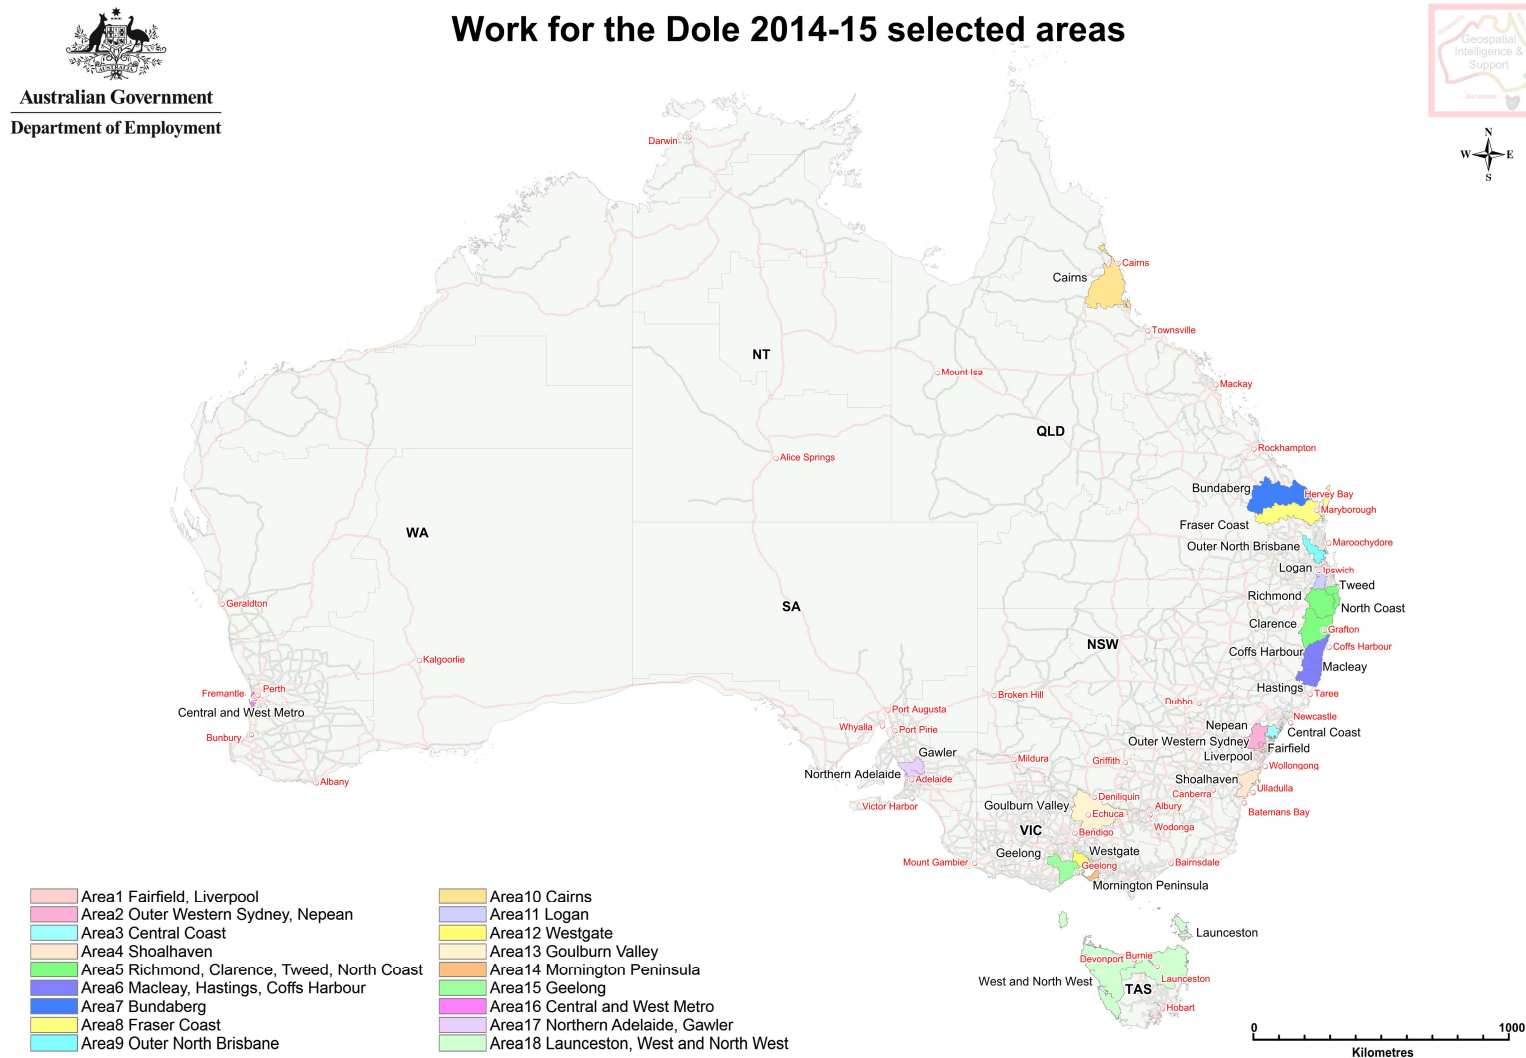 Work for the Dole 2014-15 selected areas
AUSTRALIA
Australian Government
Department of Employment
Geospatial
Intelligence &
Support
DATABASE
N
W E
S
Darwin
Cairns
Cairns
Townsville
NT
Mount Isa
Mackay
QLD
Rockhampton
Alice Springs
Bundaberg
Hervey Bay
Maryborough
Fraser Coast
WA
Outer North Brisbane
Maroochydore
Logan
Ipswich
Tweed
Richmond
Geraldton
SA
North Coast
Clarence
Grafton
NSW
Coffs Harbour
Coffs Harbour
Kalgoorlie
Macleay
Hastings
Fremantle
Perth
Broken Hill
Taree
Dubbo
Central and West Metro
Port Augusta
Newcastle
Whyalla
Port Pirie
Nepean
Central Coast
Bunbury
Outer Western Sydney
Fairfield
Gawler
Liverpool
Mildura
Griffith
Wollongong
Northern Adelaide
Adelaide
Shoalhaven
Albany
Ulladulla
Canberra
Deniliquin
Victor Harbor
Goulburn Valley
Albury
Echuca
Batemans Bay
VIC
Bendigo
Wodonga
Geelong
Westgate
Mount Gambier
Geelong
Bairnsdale
Mornington Peninsula
Launceston
Devonport
Burnie
West and North West
Launceston
TAS
Hobart
Area1 Fairfield, Liverpool
Area2 Outer Western Sydney, Nepean
Area3 Central Coast
Area4 Shoalhaven
Area5 Richmond, Clarence, Tweed, North Coast
Area6 Macleay, Hastings, Coffs Harbour
Area7 Bundaberg
Area8 Fraser Coast
Area9 Outer North Brisbane
Area10 Cairns
Area11 Logan
Area12 Westgate
Area13 Goulburn Valley
Area14 Mornington Peninsula
Area15 Geelong
Area16 Central and West Metro
Area17 Northern Adelaide, Gawler
Area18 Launceston, West and North West
0 1000
Kilometres